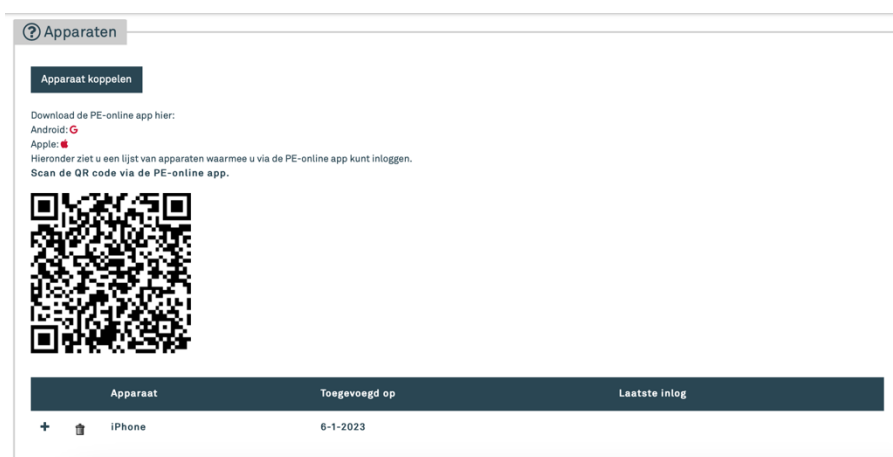 Apparaten
Apparaat koppelen
Download de PE-online app hier:
Android:
Apple:
Hieronder ziet u een lijst van apparaten waarmee u via de PE-online app kunt inloggen.
Scan de QR code via de PE-online app.
Apparaat Toegevoegd op Laatste inlog
iPhone 6-1-2023